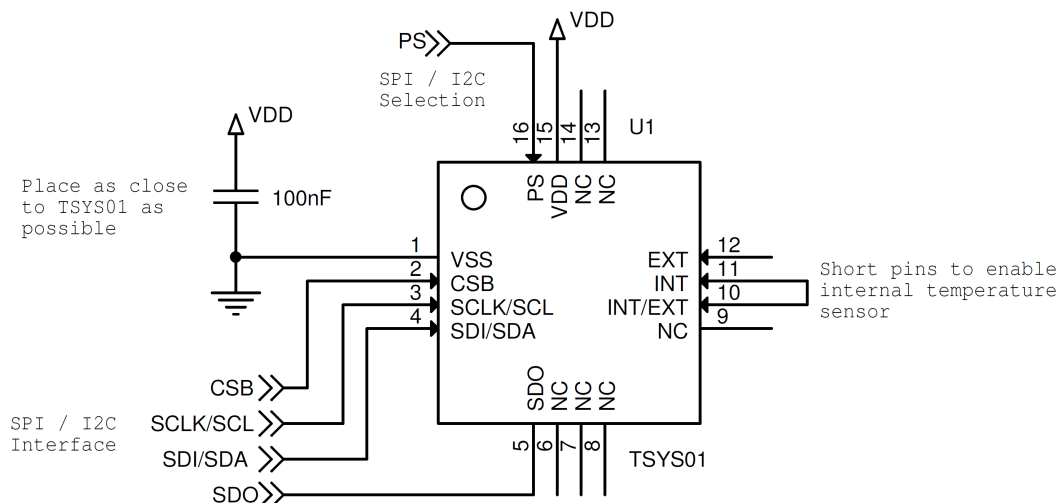 PS
VDD
SPI / I2C
Selection
16
15
14
13
U1
VDD
PS
VDD
NC
NC
Place as close
to TSYS01 as
possible
100nF
1
VSS
EXT
12
2
CSB
INT
11
3
SCLK/SCL
INT/EXT
10
4
SDI/SDA
NC
9
Short pins to enable
internal temperature
sensor
SDO
NC
NC
NC
CSB
SPI / I2C
Interface
SCLK/SCL
SDI/SDA
SDO
5
6
7
8
TSYS01